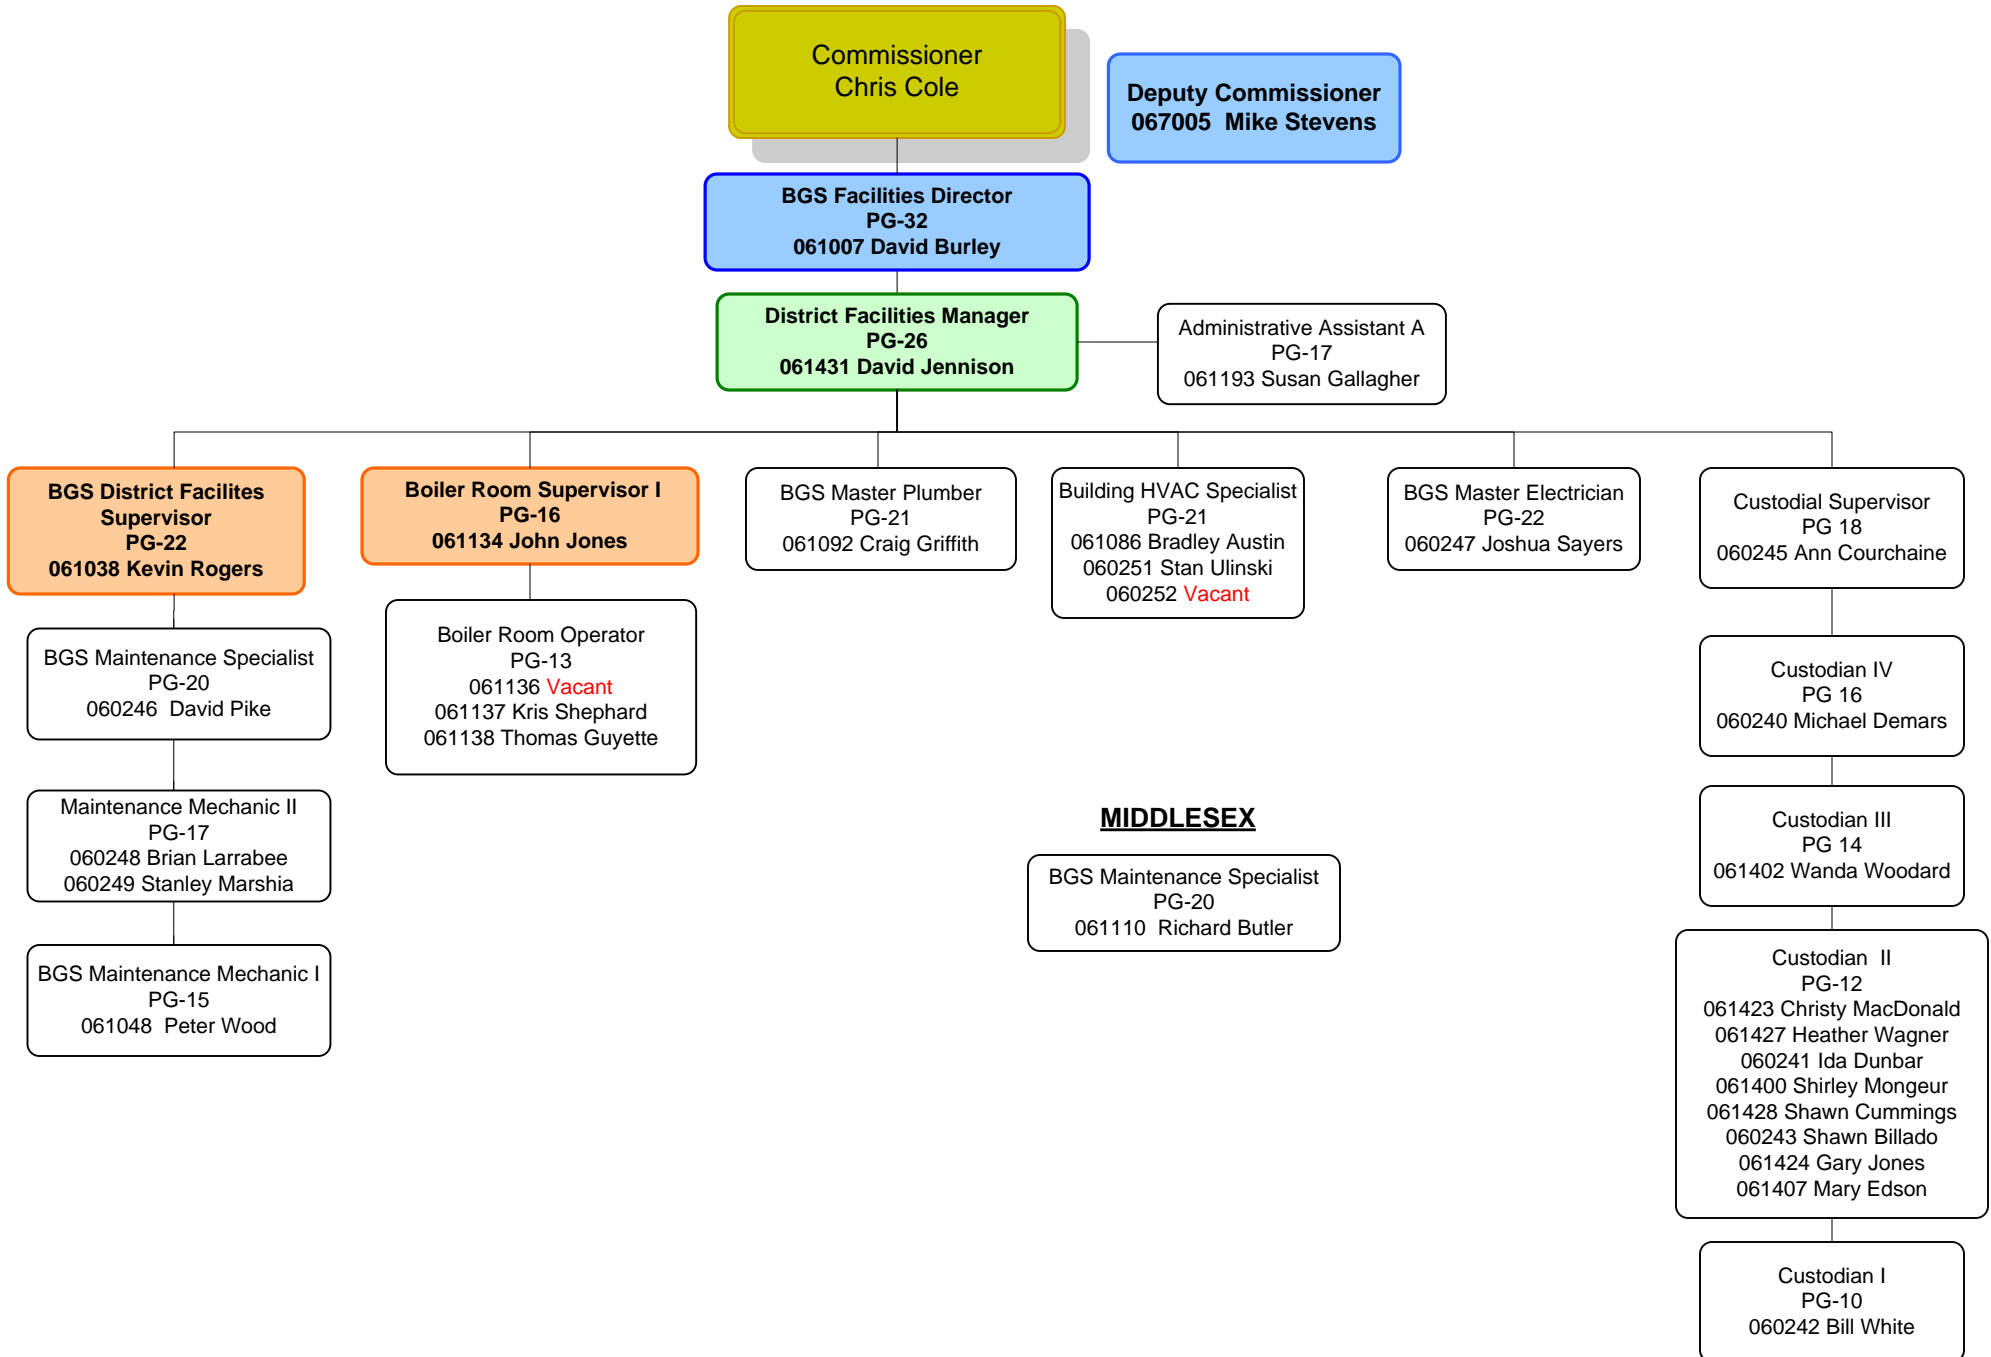 Commissioner
Chris Cole
Deputy Commissioner
067005  Mike Stevens
BGS Facilities Director
PG-32
061007 David Burley
District Facilities Manager
PG-26
061431 David Jennison
Administrative Assistant A
PG-17
061193 Susan Gallagher
BGS District Facilites
Supervisor
PG-22
061038 Kevin Rogers
Boiler Room Supervisor I
PG-16
061134 John Jones
BGS Master Plumber
PG-21
061092 Craig Griffith
Building HVAC Specialist
PG-21
061086 Bradley Austin
060251 Stan Ulinski
060252 Vacant
BGS Master Electrician
PG-22
060247 Joshua Sayers
Custodial Supervisor
PG 18
060245 Ann Courchaine
BGS Maintenance Specialist
PG-20
060246  David Pike
Boiler Room Operator
PG-13
061136 Vacant
061137 Kris Shephard
061138 Thomas Guyette
Custodian IV
PG 16
060240 Michael Demars
Maintenance Mechanic II
PG-17
060248 Brian Larrabee
060249 Stanley Marshia
MIDDLESEX
BGS Maintenance Specialist
PG-20
061110  Richard Butler
Custodian III
PG 14
061402 Wanda Woodard
BGS Maintenance Mechanic I
PG-15
061048  Peter Wood
Custodian  II
PG-12
061423 Christy MacDonald
061427 Heather Wagner
060241 Ida Dunbar
061400 Shirley Mongeur
061428 Shawn Cummings
060243 Shawn Billado
061424 Gary Jones
061407 Mary Edson
Custodian I
PG-10
060242 Bill White